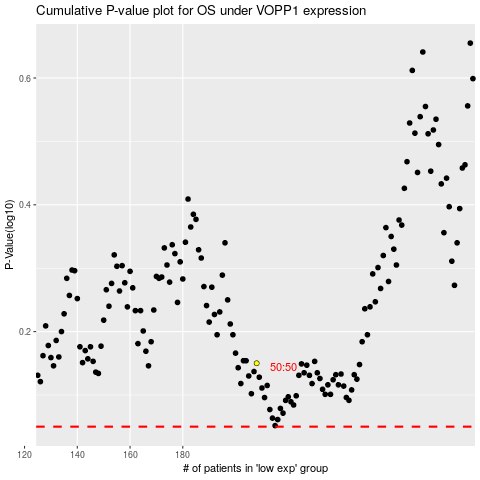 Cumulative P-value plot for OS under VOPP1 expression
P-Value(log10)
0.6
0.4
0.2
50:50
120 140 160 180
# of patients in 'low exp' group